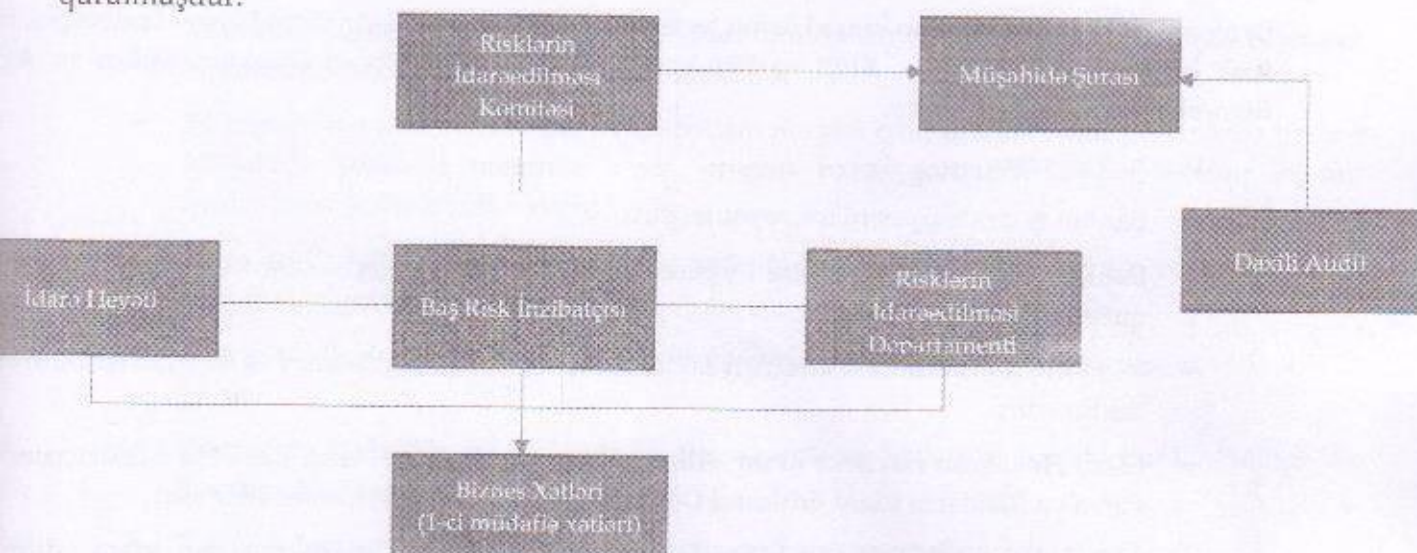 qurulmuşdur.
Risklərin
İdarəedilməsi
Komitəsi
Müşahidə Şurası
İdarə Heyəti
Baş Risk İnzibatçısı
Risklərin
İdarəedilməsi
Departamenti
Daxili Audit
Biznes Xətləri
(1-ci müdafiə xətləri)